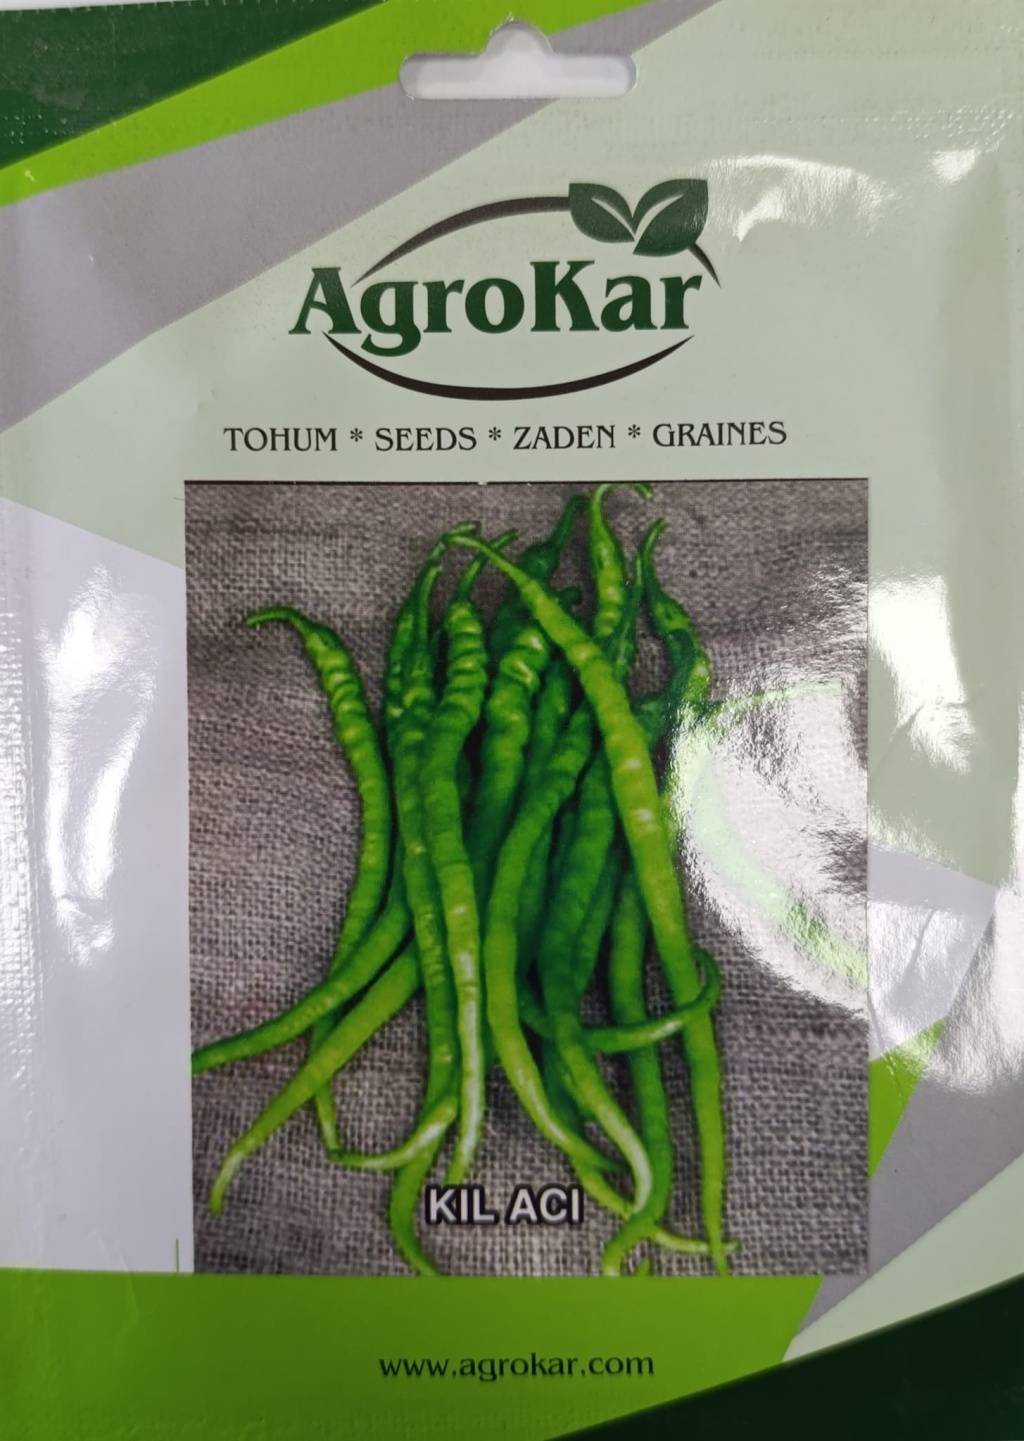 AgroKar
TOHUM * SEEDS * ZADEN * GRAINES
KIL ACI
www.agrokar.com